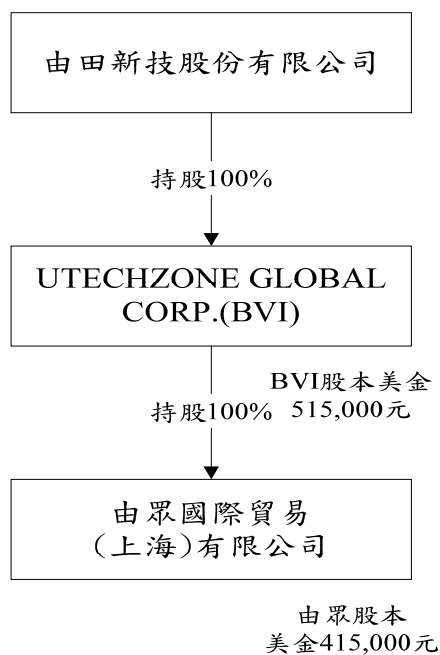 由田新技股份有限公司
持股100%
UTECHZONE GLOBAL
CORP.(BVI)
BVI股本美金
515,000元
持股100%
由眾國際貿易
(上海)有限公司
由眾股本
美金415,000元